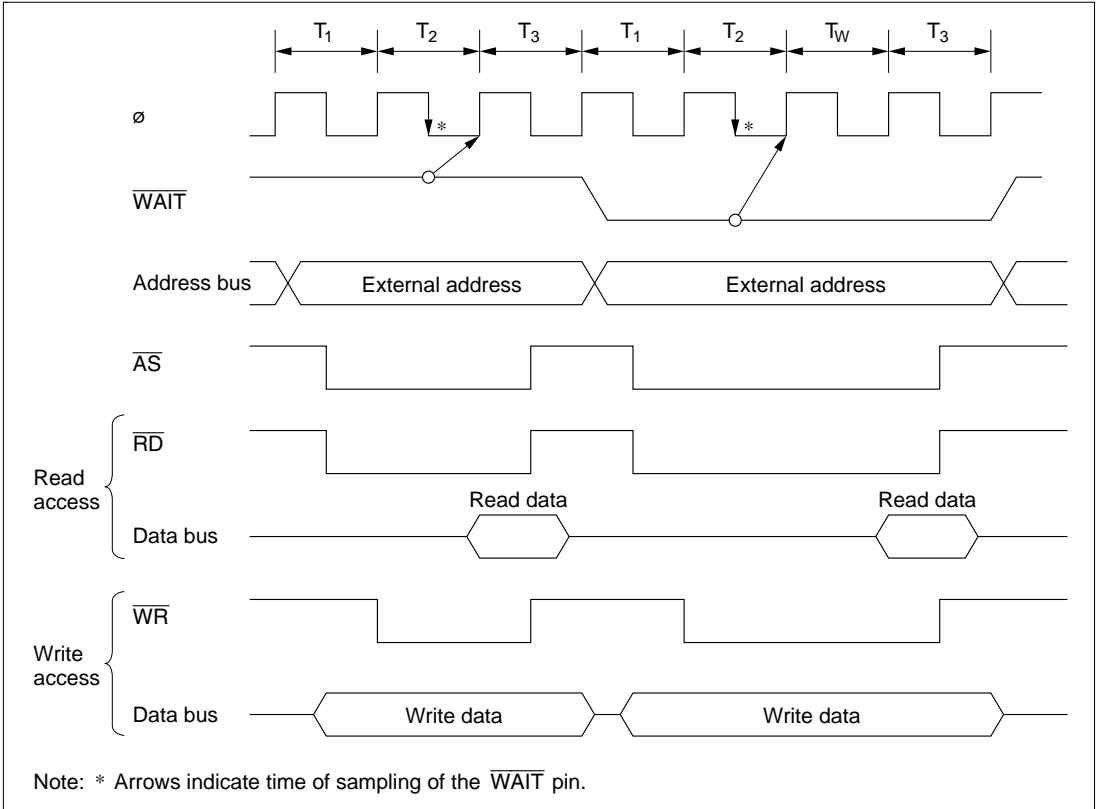 T1 T2 T3 T1 T2 TW T3
ø
*
*
WAIT
Address bus
External address
External address
AS
Read access
RD
Read data
Read data
Data bus
Write access
WR
Data bus
Write data
Write data
Note: * Arrows indicate time of sampling of the WAIT pin.